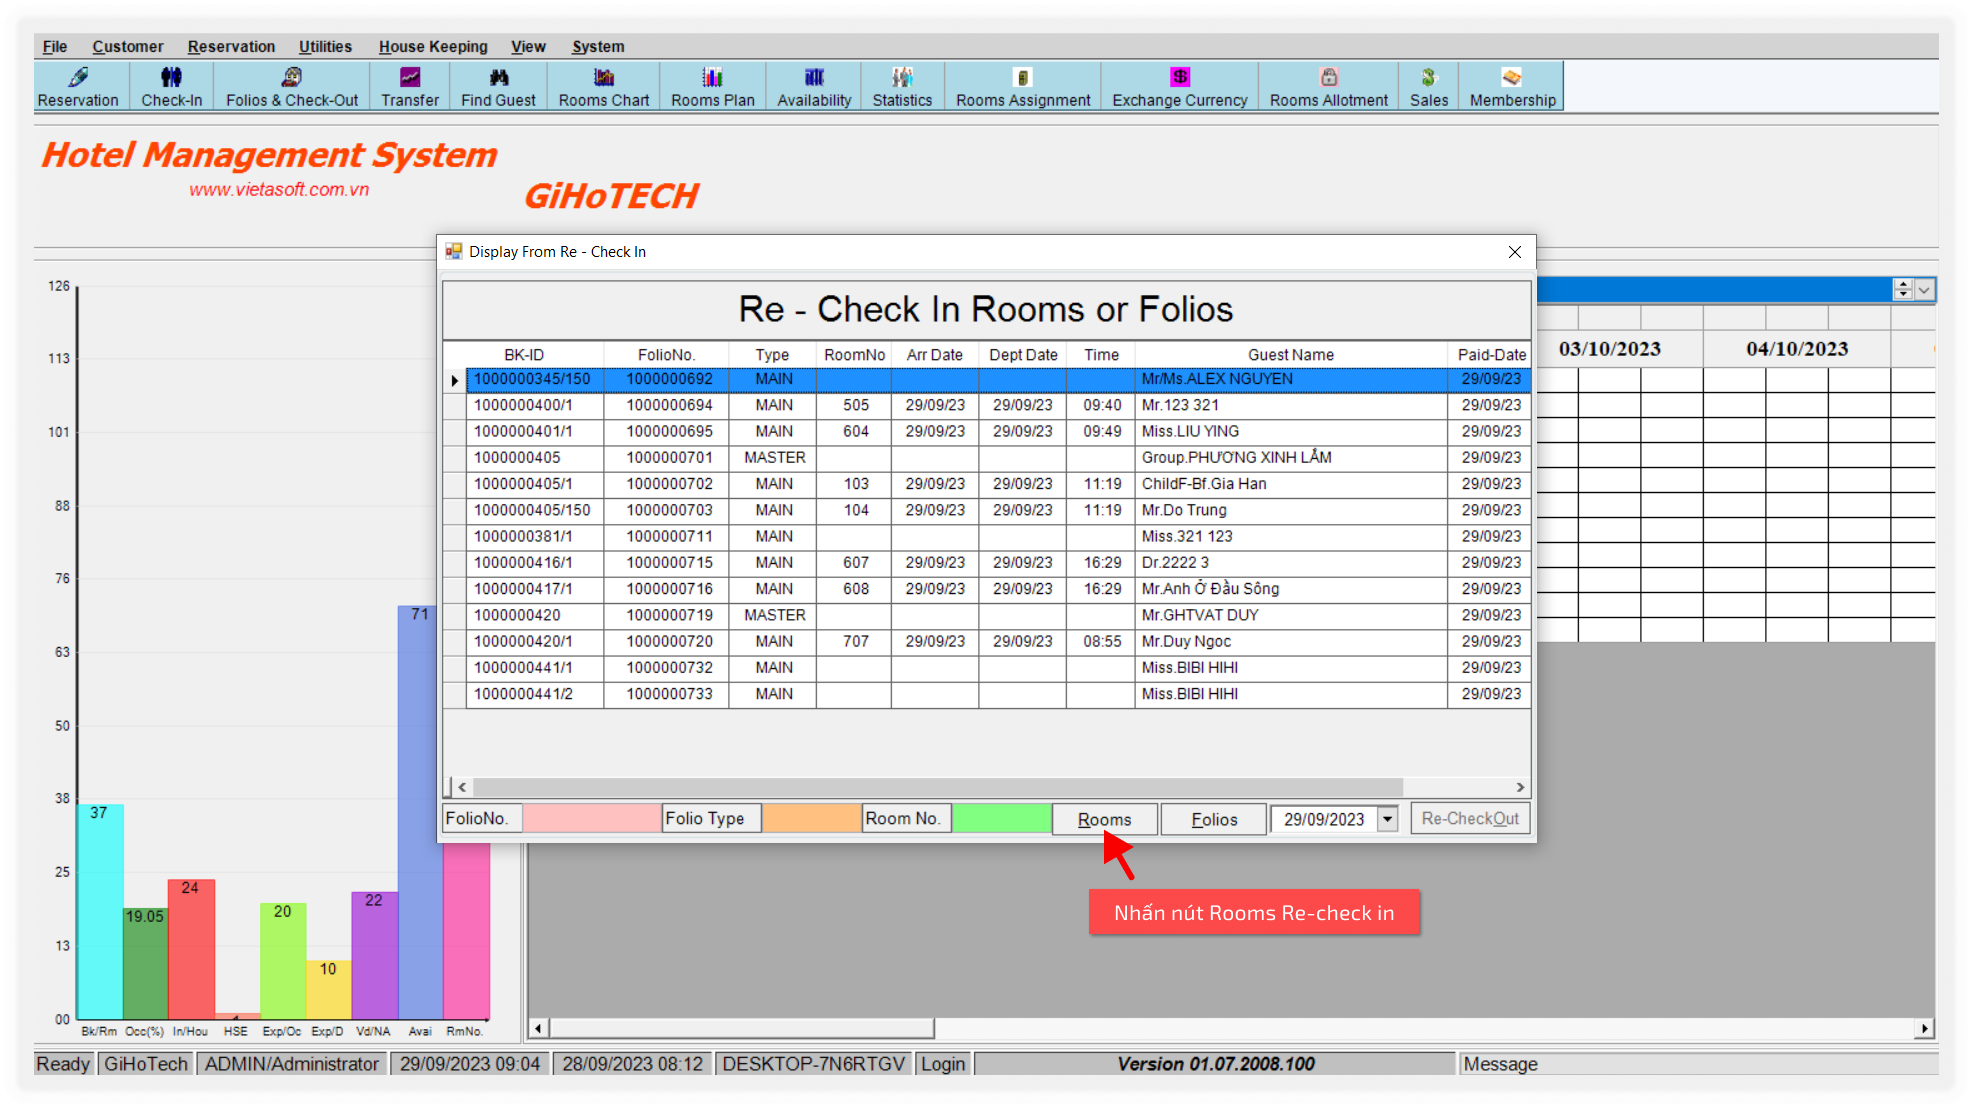 File Customer Reservation Utilities House Keeping View System
Reservation Check-In Folios & Check-Out Transfer Find Guest Rooms Chart Rooms Plan Availability Statistics Rooms Assignment Exchange Currency Rooms Allotment Sales Membership
Hotel Management System
www.vietasoft.com.vn
GiHoTECH
Display From Re - Check In
Re - Check In Rooms or Folios
BK-ID FolioNo. Type RoomNo Arr Date Dept Date Time Guest Name Paid-Date
1000000345/150 1000000692 MAIN Mr/Ms.ALEX NGUYEN 29/09/23
1000000400/1 1000000694 MAIN 505 29/09/23 29/09/23 09:40 Mr.123 321 29/09/23
1000000401/1 1000000695 MAIN 604 29/09/23 29/09/23 09:49 Miss.LIU YING 29/09/23
1000000405 1000000701 MASTER Group.PHƯƠNG XINH LẮM 29/09/23
1000000405/1 1000000702 MAIN 103 29/09/23 29/09/23 11:19 ChildF-Bf.Gia Han 29/09/23
1000000405/150 1000000703 MAIN 104 29/09/23 29/09/23 11:19 Mr.Do Trung 29/09/23
1000000381/1 1000000711 MAIN Miss.321 123 29/09/23
1000000416/1 1000000715 MAIN 607 29/09/23 29/09/23 16:29 Dr.2222 3 29/09/23
1000000417/1 1000000716 MAIN 608 29/09/23 29/09/23 16:29 Mr.Anh Ở Đầu Sông 29/09/23
1000000420 1000000719 MASTER Mr.GHTVAT DUY 29/09/23
1000000420/1 1000000720 MAIN 707 29/09/23 29/09/23 08:55 Mr.Duy Ngoc 29/09/23
1000000441/1 1000000732 MAIN Miss.BIBI HIHI 29/09/23
1000000441/2 1000000733 MAIN Miss.BIBI HIHI 29/09/23
FolioNo. Folio Type Room No. Rooms Folios 29/09/2023 Re-CheckOut
Nhấn nút Rooms Re-check in
03/10/2023 04/10/2023
126
113
101
88
76
63
50
38
25
13
00
37
19.05
24
20
10
22
71
Bk/Rm Occ(%) In/Hou HSE Exp/Oc Exp/D Vd/NA Avai RmNo.
Ready GiHoTech ADMIN/Administrator 29/09/2023 09:04 28/09/2023 08:12 DESKTOP-7N6RTGV Login Version 01.07.2008.100 Message